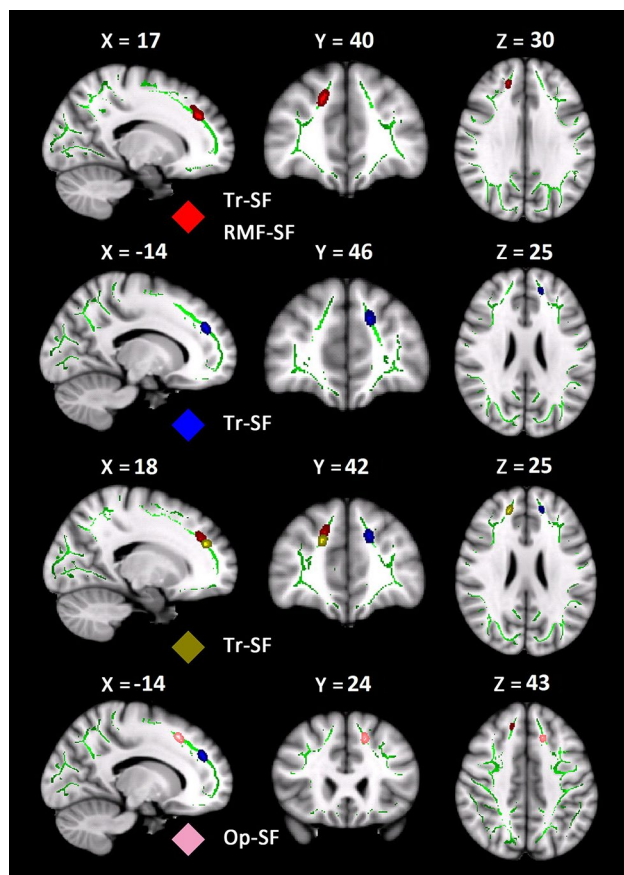 X = 17 Y = 40 Z = 30
Tr-SF
RMF-SF
X = -14 Y = 46 Z = 25
Tr-SF
X = 18 Y = 42 Z = 25
Tr-SF
X = -14 Y = 24 Z = 43
Op-SF